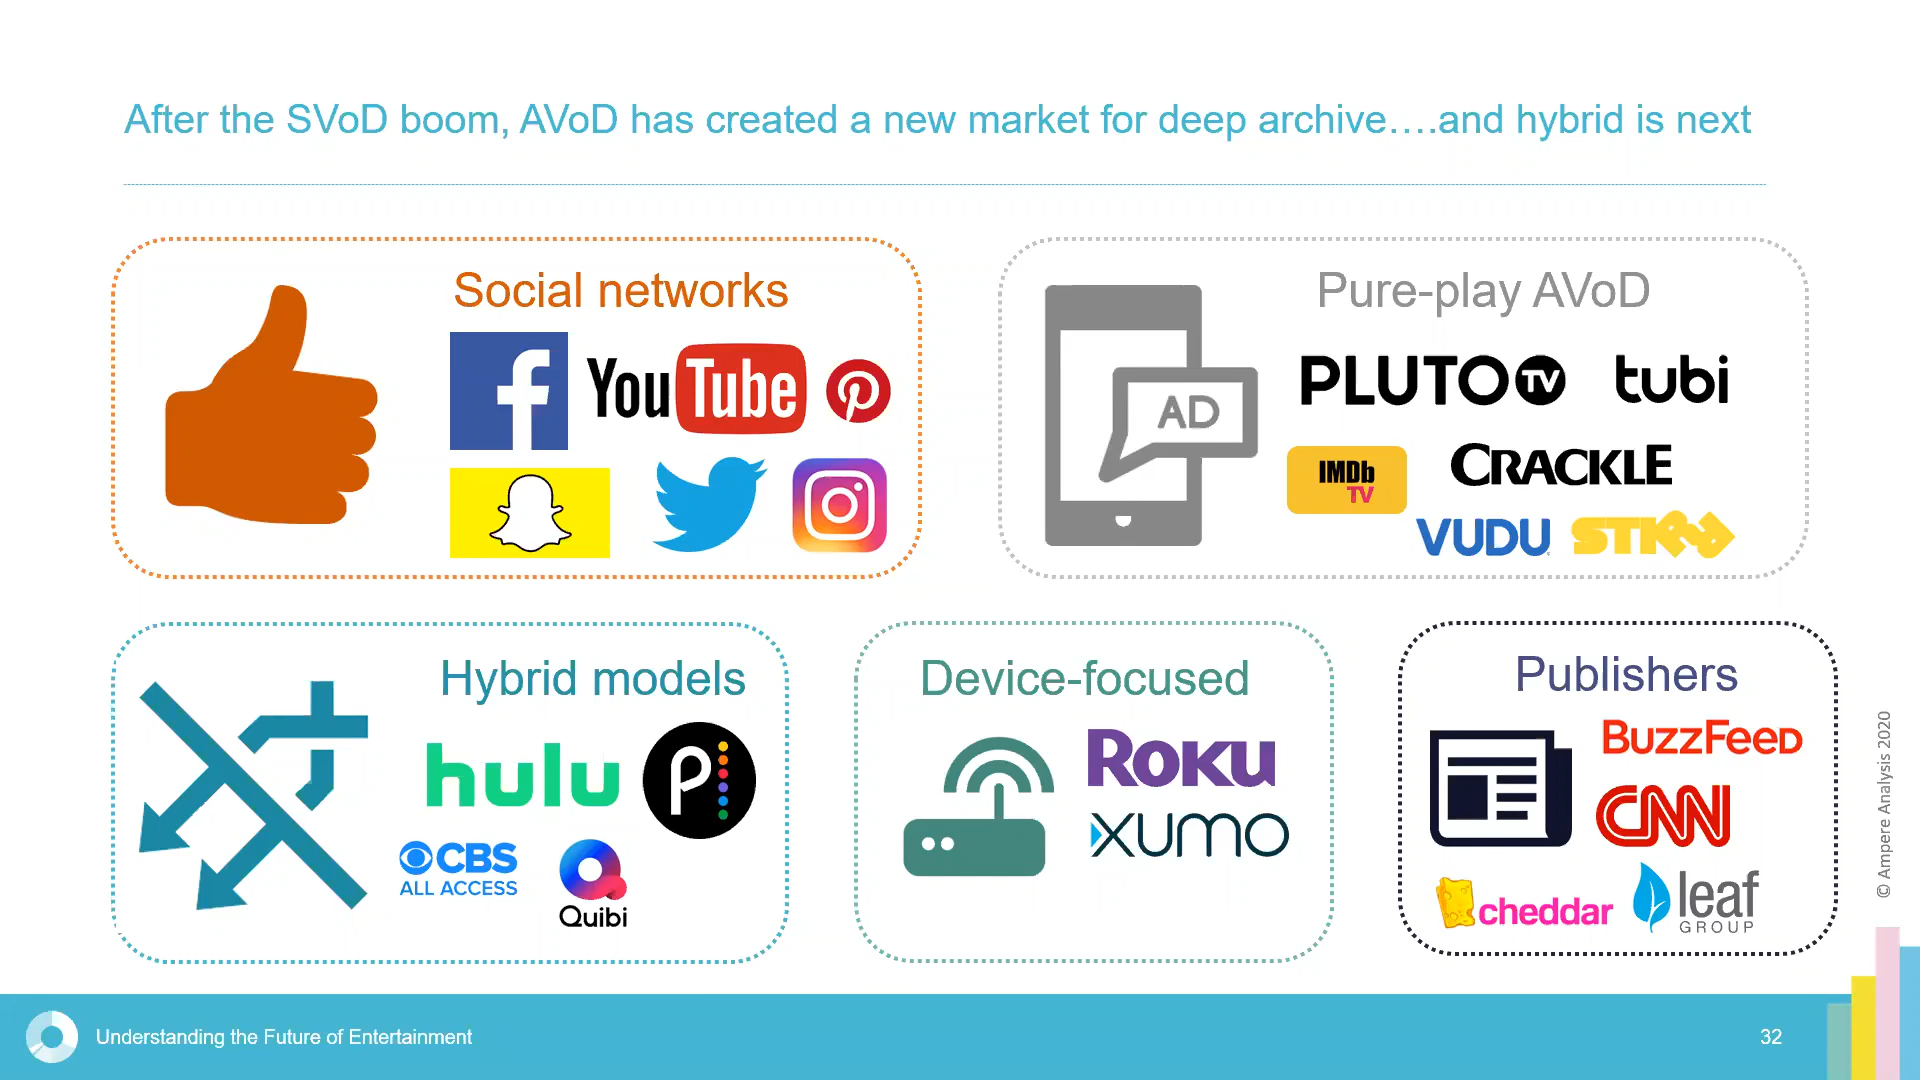 After the SVoD boom, AVoD has created a new market for deep archive….and hybrid is next
Social networks
f
YouTube
Pure-play AVoD
AD
PLUTO TV
tubi
IMDb
TV
CRACKLE
VUDU
STIRR
Hybrid models
hulu
p
CBS
ALL ACCESS
Quibi
Device-focused
ROKU
XUMO
Publishers
BUZZFEED
CNN
cheddar
leaf
GROUP
© Ampere Analysis 2020
Understanding the Future of Entertainment
32